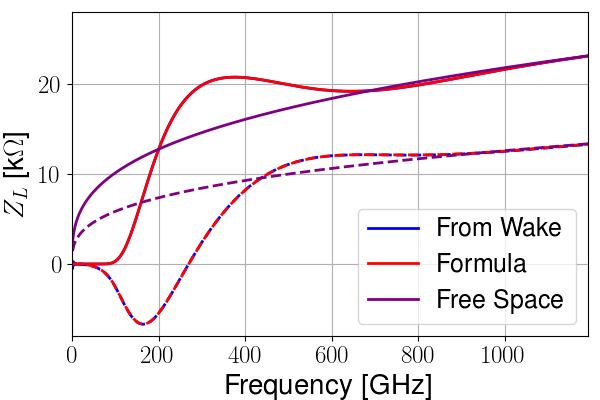 Z_L [kΩ]
20
10
0
From Wake
Formula
Free Space
0 200 400 600 800 1000
Frequency [GHz]